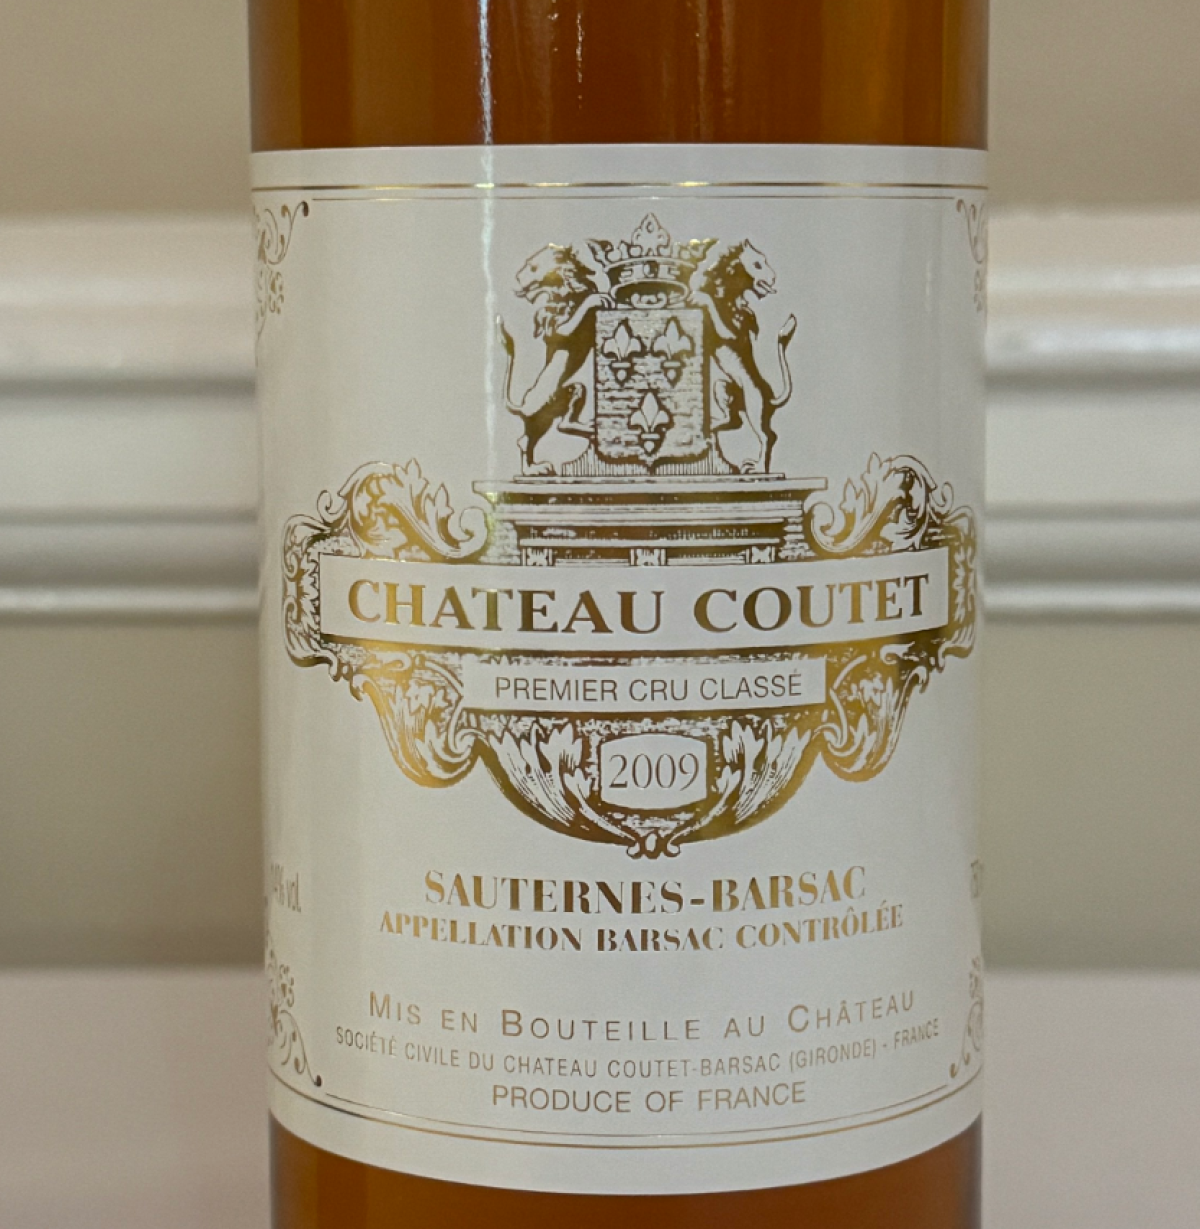 CHATEAU COUTET
PREMIER CRU CLASSÉ
2009
SAUTERNES-BARSAC
APPELLATION BARSAC CONTRÔLÉE
MIS EN BOUTEILLE AU CHÂTEAU
SOCIÉTÉ CIVILE DU CHATEAU COUTET-BARSAC (GIRONDE) - FRANCE
PRODUCE OF FRANCE
% vol.